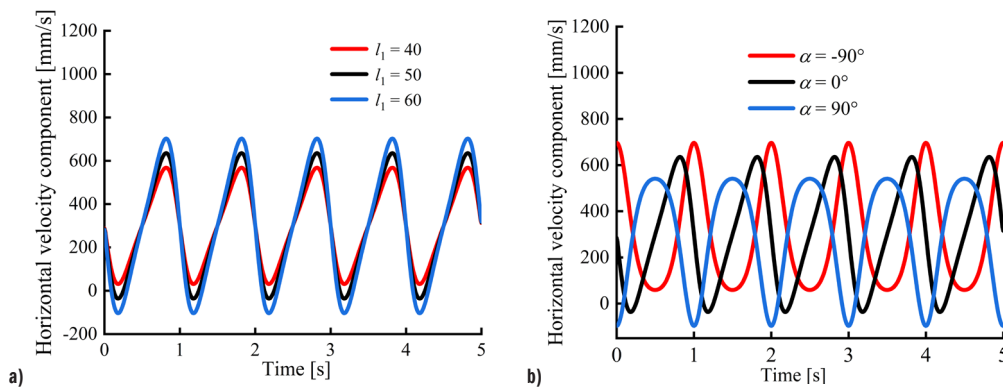 Horizontal velocity component [mm/s]
1200
1000
800
600
400
200
0
-200
l1 = 40
l1 = 50
l1 = 60
0 1 2 3 4 5
Time [s]
a)
Horizontal velocity component [mm/s]
1200
1000
800
600
400
200
0
α = -90°
α = 0°
α = 90°
0 1 2 3 4 5
Time [s]
b)